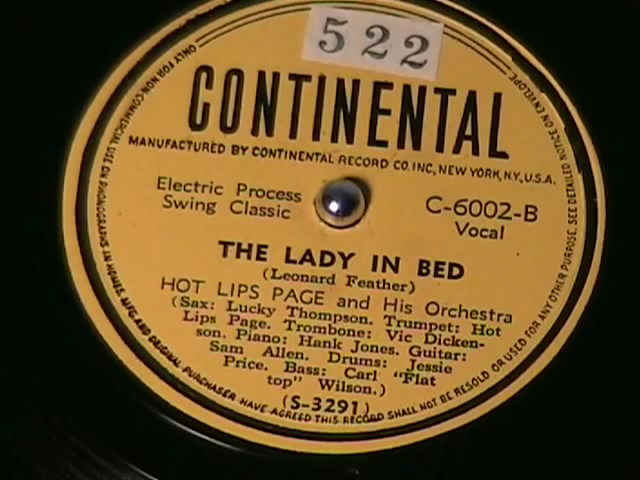 522
CONTINENTAL
MANUFACTURED BY CONTINENTAL RECORD CO. INC, NEW YORK, N.Y., U.S.A.
Electric Process
Swing Classic
C-6002-B
Vocal
THE LADY IN BED
(Leonard Feather)
HOT LIPS PAGE and His Orchestra
(Sax: Lucky Thompson. Trumpet: Hot
Lips Page. Trombone: Vic Dicken-
son. Piano: Hank Jones. Guitar:
Sam Allen. Drums: Jessie
Price. Bass: Carl "Flat
top" Wilson.)
(S-3291)
ONLY FOR NON-COMMERCIAL USE ON PHONOGRAPHS IN HOMES. MFG. AND ORIGINAL PURCHASER HAVE AGREED THIS RECORD SHALL NOT BE RESOLD OR USED FOR ANY OTHER PURPOSE. SEE DETAILED NOTICE ON ENVELOPE